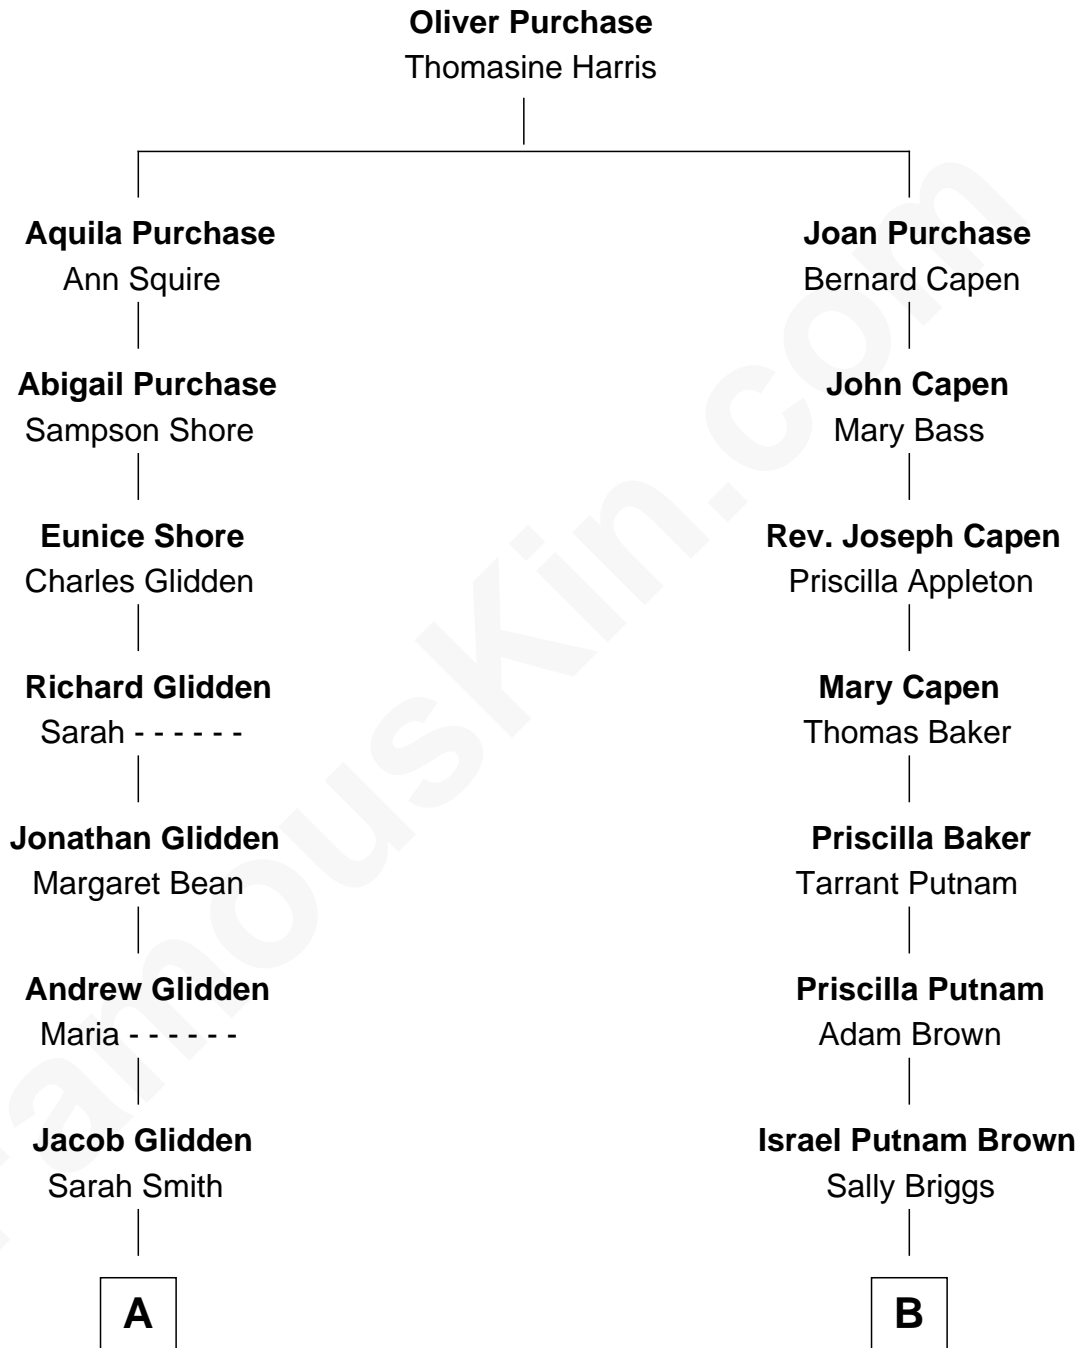 Oliver Purchase
Thomasine Harris
Aquila Purchase
Ann Squire
Joan Purchase
Bernard Capen
Abigail Purchase
Sampson Shore
John Capen
Mary Bass
Eunice Shore
Charles Glidden
Rev. Joseph Capen
Priscilla Appleton
Richard Glidden
Sarah - - - - - -
Mary Capen
Thomas Baker
Jonathan Glidden
Margaret Bean
Priscilla Baker
Tarrant Putnam
Andrew Glidden
Maria - - - - - -
Priscilla Putnam
Adam Brown
Jacob Glidden
Sarah Smith
Israel Putnam Brown
Sally Briggs
A
B
FamousKin.com